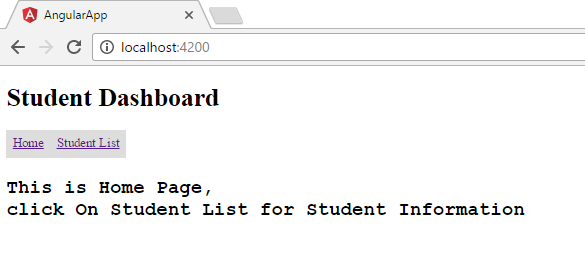 AngularApp
localhost:4200
Student Dashboard
Home Student List
This is Home Page,
click On Student List for Student Information